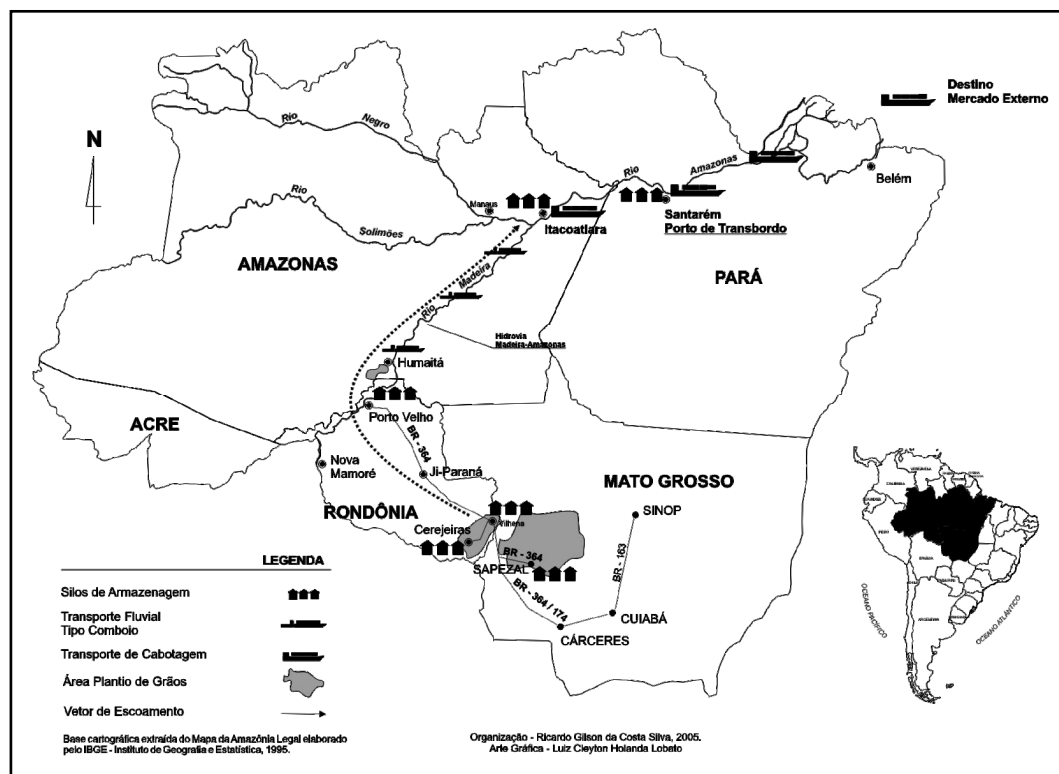 Destino
Mercado Externo
N
Rio
Negro
Rio
Solimões
Manaus
Itacoatiara
Rio
Amazonas
Belém
Santarém
Porto de Transbordo
AMAZONAS
PARÁ
Rio
Madeira
Hidrovia
Madeira-Amazonas
Humaitá
ACRE
Porto Velho
BR - 364
Nova
Mamoré
Ji-Paraná
RONDÔNIA
MATO GROSSO
Vilhena
Cerejeiras
SINOP
BR - 364
SAPEZAL
BR - 163
BR - 364 / 174
CUIABÁ
CÁRCERES
LEGENDA
Silos de Armazenagem
Transporte Fluvial
Tipo Comboio
Transporte de Cabotagem
Área Plantio de Grãos
Vetor de Escoamento
Base cartográfica extraída do Mapa da Amazônia Legal elaborado
pelo IBGE - Instituto de Geografia e Estatística, 1995.
Organização - Ricardo Gilson da Costa Silva, 2005.
Arte Gráfica - Luiz Cleyton Holanda Lobato
OCEANO PACÍFICO
OCEANO ATLÂNTICO